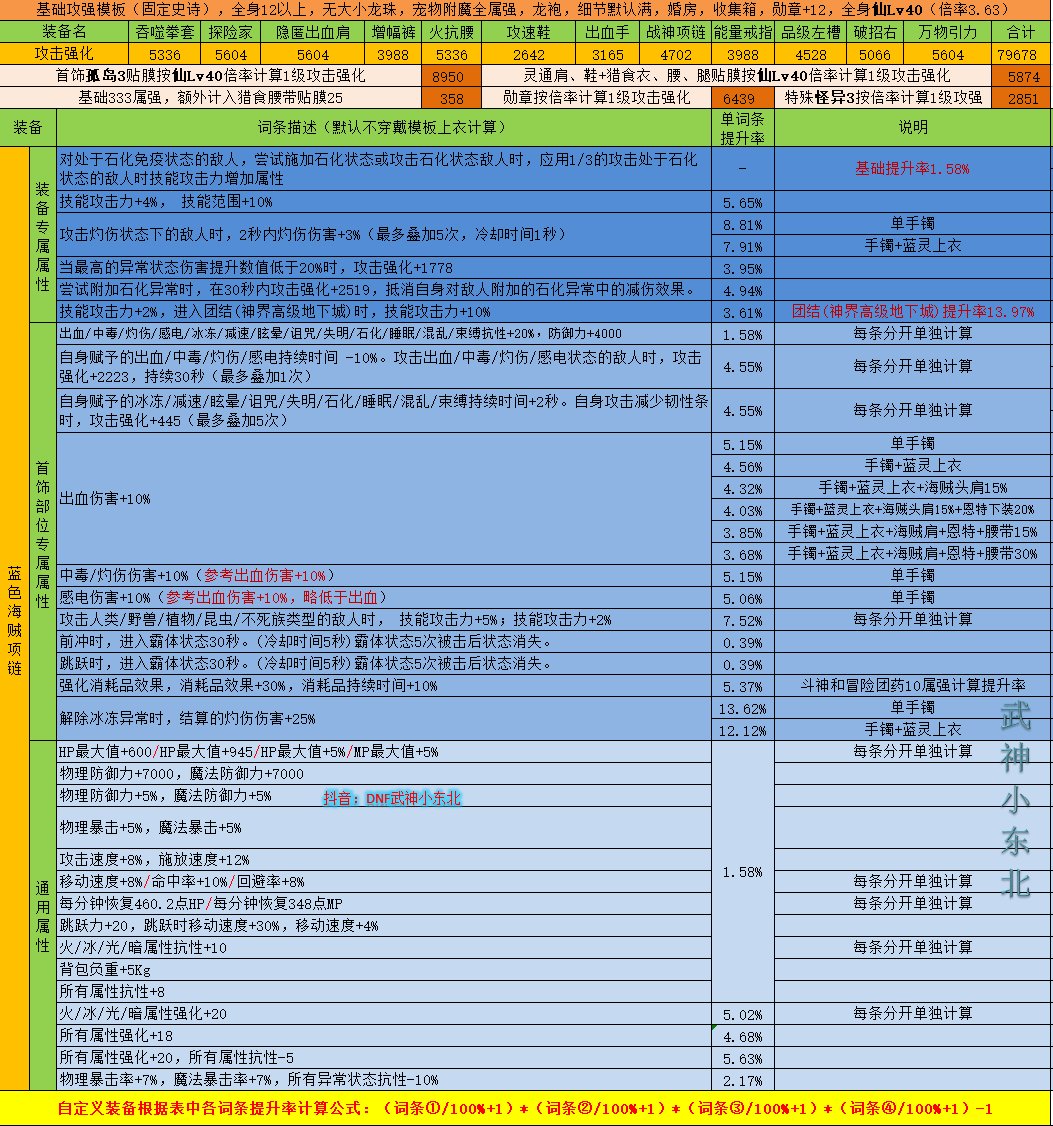 基础攻强模板（固定史诗），全身12以上，无大小龙珠，宠物附魔全属强，龙袍，细节默认满，婚房，收集箱，勋章+12，全身仙Lv40（倍率3.63）
装备名 吞噬拳套 探险家 隐匿出血肩 增幅裤 火抗腰 攻速鞋 出血手 战神项链 能量戒指 品级左槽 破招右 万物引力 合计
攻击强化 5336 5604 5604 3988 5336 2642 3165 4702 3988 4528 5066 5604 79678
首饰孤岛3贴膜按仙Lv40倍率计算1级攻击强化 8950 灵通肩、鞋+猎食衣、腰、腿贴膜按仙Lv40倍率计算1级攻击强化 5874
基础333属强，额外计入猎食腰带贴膜25 358 勋章按倍率计算1级攻击强化 6439 特殊怪异3按倍率计算1级攻强 2851
装备 词条描述（默认不穿戴模板上衣计算） 单词条提升率 说明
蓝色海贼项链
装备专属属性
对处于石化免疫状态的敌人，尝试施加石化状态或攻击石化状态敌人时，应用1/3的攻击处于石化
状态的敌人时技能攻击力增加属性 - 基础提升率1.58%
技能攻击力+4%， 技能范围+10% 5.65%
攻击灼伤状态下的敌人时，2秒内灼伤伤害+3%（最多叠加5次，冷却时间1秒） 8.81% 单手镯
7.91% 手镯+蓝灵上衣
当最高的异常状态伤害提升数值低于20%时，攻击强化+1778 3.95%
尝试附加石化异常时，在30秒内攻击强化+2519，抵消自身对敌人附加的石化异常中的减伤效果。 4.94%
技能攻击力+2%，进入团结(神界高级地下城)时，技能攻击力+10% 3.61% 团结(神界高级地下城)提升率13.97%
首饰部位专属属性
出血/中毒/灼伤/感电/冰冻/减速/眩晕/诅咒/失明/石化/睡眠/混乱/束缚抗性+20%，防御力+4000 1.58% 每条分开单独计算
自身赋予的出血/中毒/灼伤/感电持续时间 -10%。攻击出血/中毒/灼伤/感电状态的敌人时，攻击
强化+2223，持续30秒（最多叠加1次） 4.55% 每条分开单独计算
自身赋予的冰冻/减速/眩晕/诅咒/失明/石化/睡眠/混乱/束缚持续时间+2秒。自身攻击减少韧性条
时，攻击强化+445（最多叠加5次） 4.55% 每条分开单独计算
出血伤害+10% 5.15% 单手镯
4.56% 手镯+蓝灵上衣
4.32% 手镯+蓝灵上衣+海贼头肩15%
4.03% 手镯+蓝灵上衣+海贼头肩15%+恩特下装20%
3.85% 手镯+蓝灵上衣+海贼肩+恩特+腰带15%
3.68% 手镯+蓝灵上衣+海贼肩+恩特+腰带30%
中毒/灼伤伤害+10%（参考出血伤害+10%） 5.15% 单手镯
感电伤害+10%（参考出血伤害+10%，略低于出血） 5.06% 单手镯
攻击人类/野兽/植物/昆虫/不死族类型的敌人时， 技能攻击力+5%；技能攻击力+2% 7.52% 每条分开单独计算
前冲时，进入霸体状态30秒。(冷却时间5秒)霸体状态5次被击后状态消失。 0.39%
跳跃时，进入霸体状态30秒。(冷却时间5秒)霸体状态5次被击后状态消失。 0.39%
强化消耗品效果，消耗品效果+30%，消耗品持续时间+10% 5.37% 斗神和冒险团药10属强计算提升率
解除冰冻异常时，结算的灼伤伤害+25% 13.62% 单手镯
12.12% 手镯+蓝灵上衣
通用属性
HP最大值+600/HP最大值+945/HP最大值+5%/MP最大值+5% 每条分开单独计算
物理防御力+7000，魔法防御力+7000
物理防御力+5%，魔法防御力+5% 抖音：DNF武神小东北
物理暴击+5%，魔法暴击+5%
攻击速度+8%，施放速度+12%
1.58%
移动速度+8%/命中率+10%/回避率+8% 每条分开单独计算
每分钟恢复460.2点HP/每分钟恢复348点MP 每条分开单独计算
跳跃力+20，跳跃时移动速度+30%，移动速度+4%
火/冰/光/暗属性抗性+10 每条分开单独计算
背包负重+5Kg
所有属性抗性+8
火/冰/光/暗属性强化+20 5.02% 每条分开单独计算
所有属性强化+18 4.68%
所有属性强化+20，所有属性抗性-5 5.63%
物理暴击率+7%，魔法暴击率+7%，所有异常状态抗性-10% 2.17%
武神小东北
自定义装备根据表中各词条提升率计算公式：（词条①/100%+1）*（词条②/100%+1）*（词条③/100%+1）*（词条④/100%+1）-1